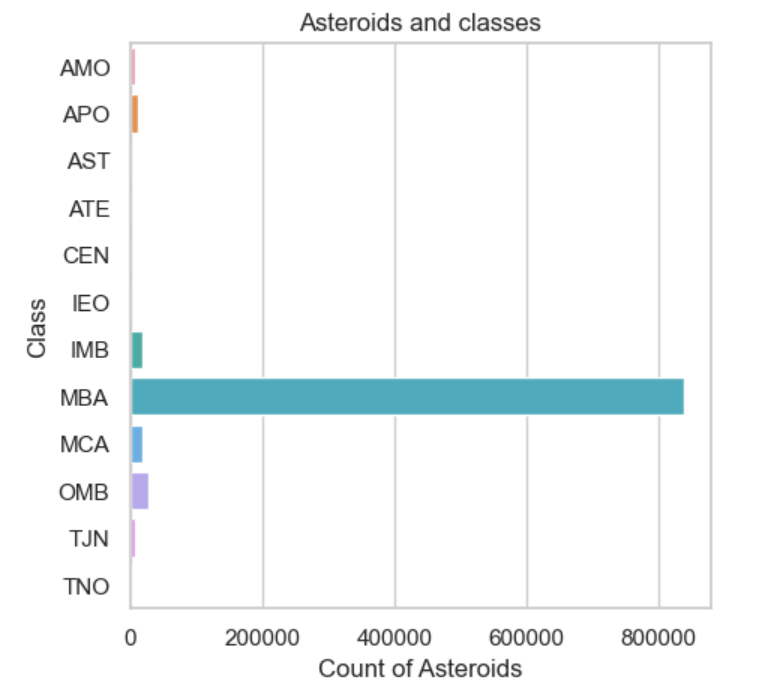 Asteroids and classes
AMO
APO
AST
ATE
CEN
IEO
IMB
MBA
MCA
OMB
TJN
TNO
Class
0 200000 400000 600000 800000
Count of Asteroids